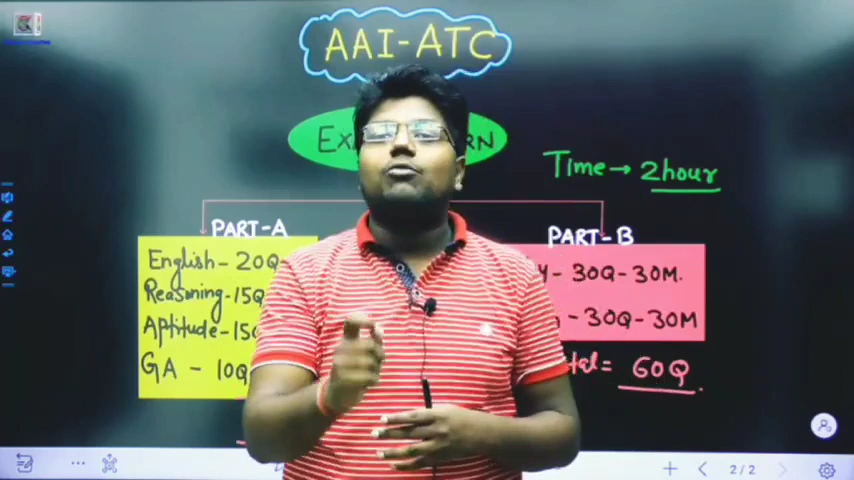 AAI-ATC
Time → 2hour
PART-A
English - 20Q
Reasoning - 15Q
Aptitude - 15
GA - 10Q
PART-B
- 30Q - 30M.
- 30Q - 30M
= 60Q
2/2